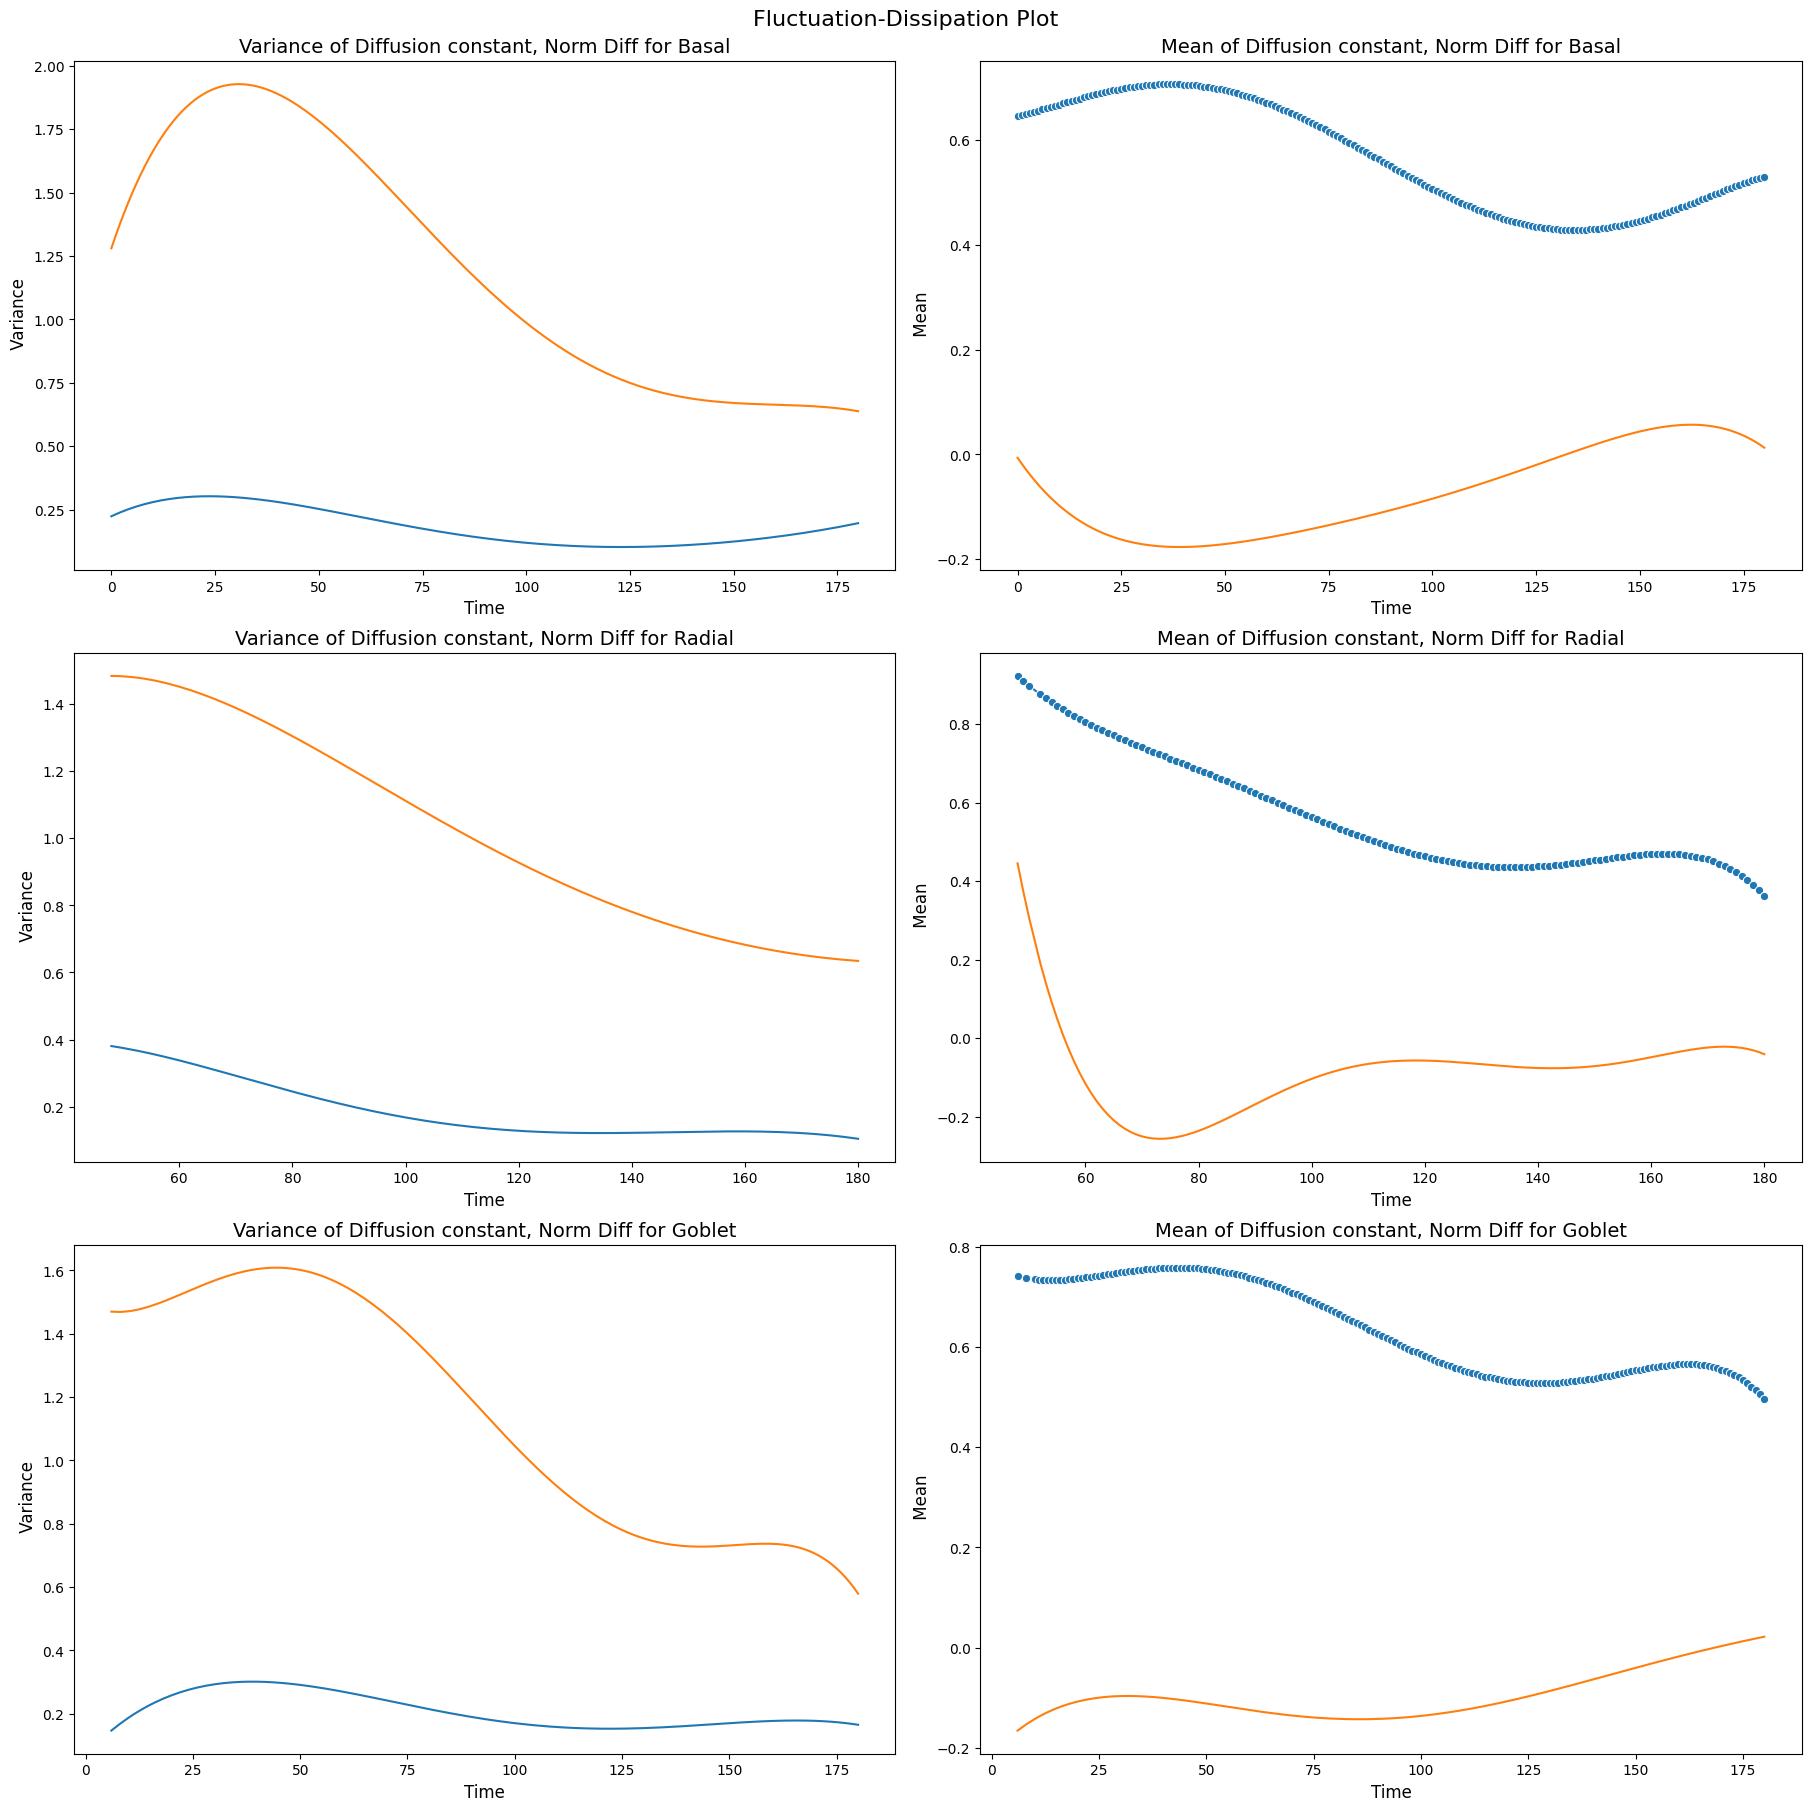 Fluctuation-Dissipation Plot
Variance of Diffusion constant, Norm Diff for Basal
2.00
1.75
1.50
1.25
1.00
0.75
0.50
0.25
Variance
0 25 50 75 100 125 150 175
Time
Mean of Diffusion constant, Norm Diff for Basal
0.6
0.4
0.2
0.0
−0.2
Mean
0 25 50 75 100 125 150 175
Time
Variance of Diffusion constant, Norm Diff for Radial
1.4
1.2
1.0
0.8
0.6
0.4
0.2
Variance
60 80 100 120 140 160 180
Time
Mean of Diffusion constant, Norm Diff for Radial
0.8
0.6
0.4
0.2
0.0
−0.2
Mean
60 80 100 120 140 160 180
Time
Variance of Diffusion constant, Norm Diff for Goblet
1.6
1.4
1.2
1.0
0.8
0.6
0.4
0.2
Variance
0 25 50 75 100 125 150 175
Time
Mean of Diffusion constant, Norm Diff for Goblet
0.8
0.6
0.4
0.2
0.0
−0.2
Mean
0 25 50 75 100 125 150 175
Time